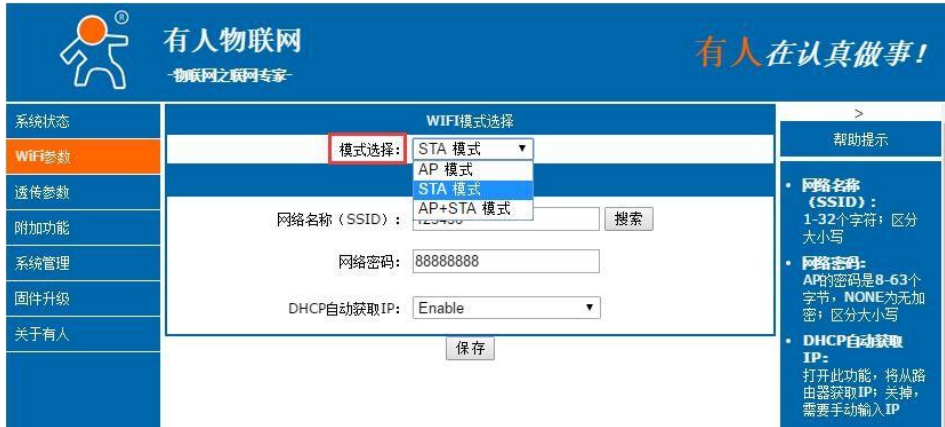 ®
有人物联网
-物联网之联网专家-
有人在认真做事！
系统状态
WiFi参数
透传参数
附加功能
系统管理
固件升级
关于有人
WIFI模式选择
模式选择： STA 模式
AP 模式
STA 模式
AP+STA 模式
网络名称（SSID）： 搜索
网络密码： 88888888
DHCP自动获取IP： Enable
保存
>
帮助提示
• 网络名称
（SSID）：
1-32个字符；区分
大小写
• 网络密码：
AP的密码是8-63个
字节，NONE为无加
密；区分大小写
• DHCP自动获取
IP：
打开此功能，将从路
由器获取IP；关掉，
需要手动输入IP